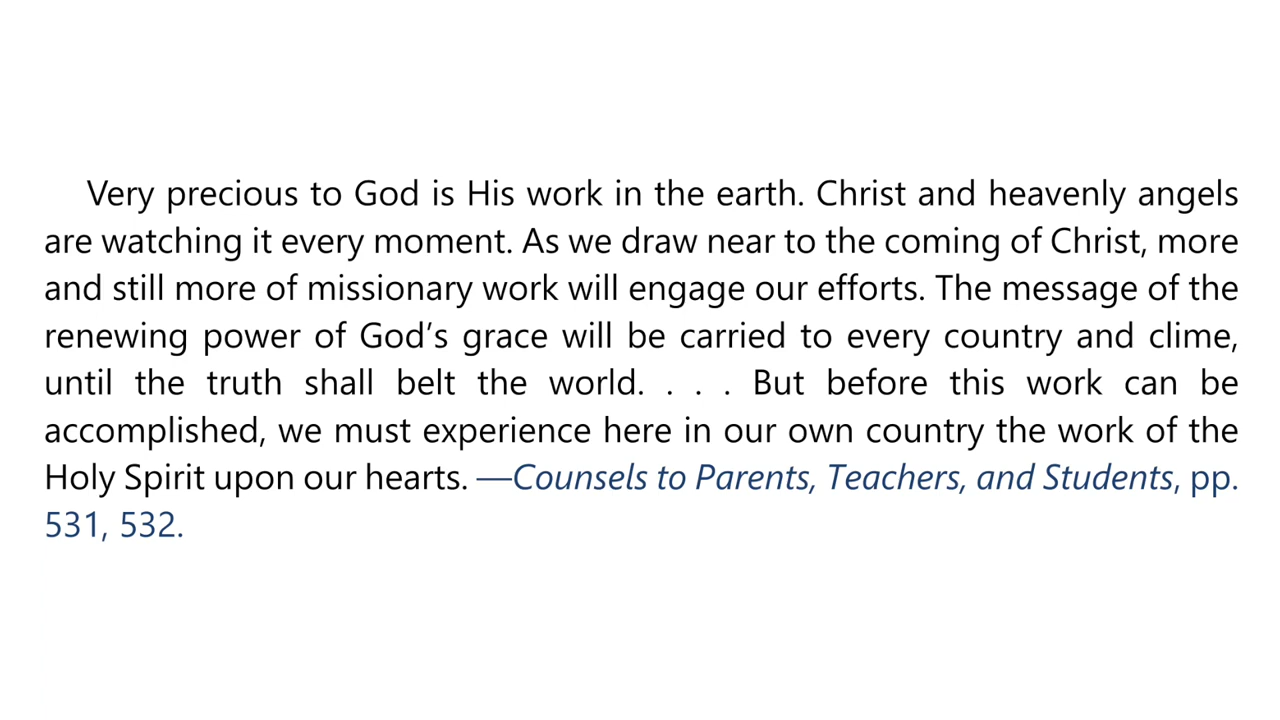 Very precious to God is His work in the earth. Christ and heavenly angels
are watching it every moment. As we draw near to the coming of Christ, more
and still more of missionary work will engage our efforts. The message of the
renewing power of God’s grace will be carried to every country and clime,
until the truth shall belt the world. . . . But before this work can be
accomplished, we must experience here in our own country the work of the
Holy Spirit upon our hearts. —Counsels to Parents, Teachers, and Students, pp.
531, 532.